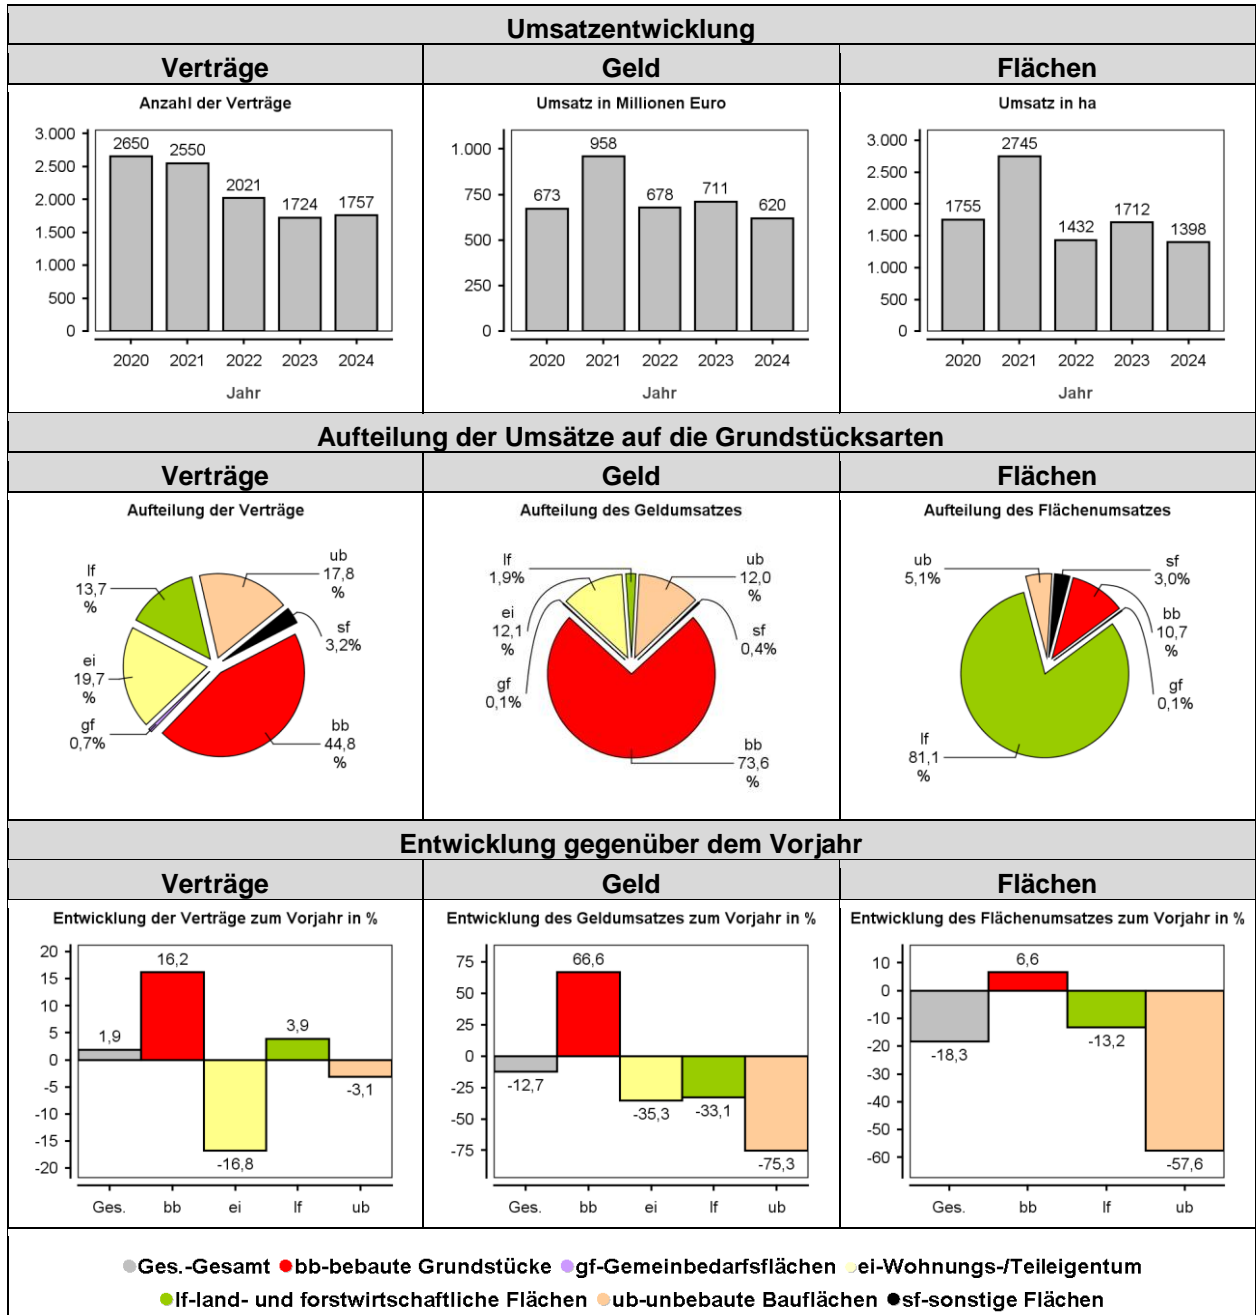 Umsatzentwicklung
Verträge
Geld
Flächen
Anzahl der Verträge
3.000
2.500
2.000
1.500
1.000
500
0
2650
2550
2021
1724
1757
2020
2021
2022
2023
2024
Jahr
Umsatz in Millionen Euro
1.000
750
500
250
0
673
958
678
711
620
2020
2021
2022
2023
2024
Jahr
Umsatz in ha
3.000
2.500
2.000
1.500
1.000
500
0
1755
2745
1432
1712
1398
2020
2021
2022
2023
2024
Jahr
Aufteilung der Umsätze auf die Grundstücksarten
Verträge
Geld
Flächen
Aufteilung der Verträge
ub
17,8
%
lf
13,7
%
sf
3,2%
ei
19,7
%
gf
0,7%
bb
44,8
%
Aufteilung des Geldumsatzes
lf
1,9%
ub
12,0
%
ei
12,1
%
sf
0,4%
gf
0,1%
bb
73,6
%
Aufteilung des Flächenumsatzes
ub
5,1%
sf
3,0%
bb
10,7
%
gf
0,1%
lf
81,1
%
Entwicklung gegenüber dem Vorjahr
Verträge
Geld
Flächen
Entwicklung der Verträge zum Vorjahr in %
20
15
10
5
0
-5
-10
-15
-20
1,9
16,2
-16,8
3,9
-3,1
Ges.
bb
ei
lf
ub
Entwicklung des Geldumsatzes zum Vorjahr in %
75
50
25
0
-25
-50
-75
-12,7
66,6
-35,3
-33,1
-75,3
Ges.
bb
ei
lf
ub
Entwicklung des Flächenumsatzes zum Vorjahr in %
10
0
-10
-20
-30
-40
-50
-60
-18,3
6,6
-13,2
-57,6
Ges.
bb
lf
ub
Ges.-Gesamt bb-bebaute Grundstücke gf-Gemeinbedarfsflächen ei-Wohnungs-/Teileigentum
lf-land- und forstwirtschaftliche Flächen ub-unbebaute Bauflächen sf-sonstige Flächen